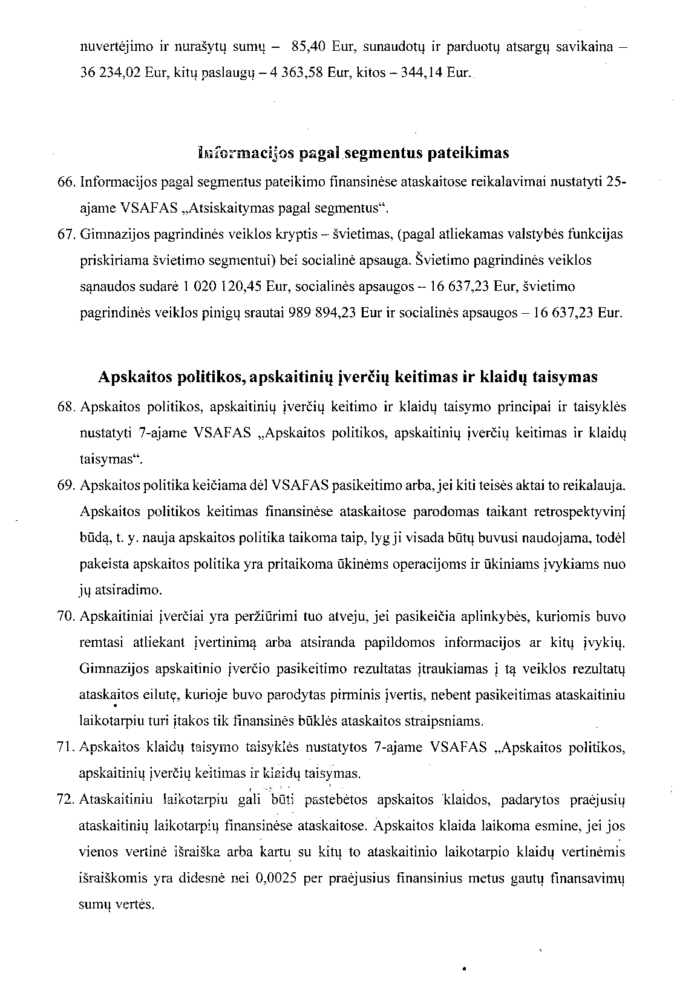 nuvertėjimo ir nurašytų sumų – 85,40 Eur, sunaudotų ir parduotų atsargų savikaina –
36 234,02 Eur, kitų paslaugų – 4 363,58 Eur, kitos – 344,14 Eur.
Informacijos pagal segmentus pateikimas
66. Informacijos pagal segmentus pateikimo finansinėse ataskaitose reikalavimai nustatyti 25-
ajame VSAFAS „Atsiskaitymas pagal segmentus“.
67. Gimnazijos pagrindinės veiklos kryptis – švietimas, (pagal atliekamas valstybės funkcijas
priskiriama švietimo segmentui) bei socialinė apsauga. Švietimo pagrindinės veiklos
sąnaudos sudarė 1 020 120,45 Eur, socialinės apsaugos – 16 637,23 Eur, švietimo
pagrindinės veiklos pinigų srautai 989 894,23 Eur ir socialinės apsaugos – 16 637,23 Eur.
Apskaitos politikos, apskaitinių įverčių keitimas ir klaidų taisymas
68. Apskaitos politikos, apskaitinių įverčių keitimo ir klaidų taisymo principai ir taisyklės
nustatyti 7-ajame VSAFAS „Apskaitos politikos, apskaitinių įverčių keitimas ir klaidų
taisymas“.
69. Apskaitos politika keičiama dėl VSAFAS pasikeitimo arba, jei kiti teisės aktai to reikalauja.
Apskaitos politikos keitimas finansinėse ataskaitose parodomas taikant retrospektyvinį
būdą, t. y. nauja apskaitos politika taikoma taip, lyg ji visada būtų buvusi naudojama, todėl
pakeista apskaitos politika yra pritaikoma ūkinėms operacijoms ir ūkiniams įvykiams nuo
jų atsiradimo.
70. Apskaitiniai įverčiai yra peržiūrimi tuo atveju, jei pasikeičia aplinkybės, kuriomis buvo
remtasi atliekant įvertinimą arba atsiranda papildomos informacijos ar kitų įvykių.
Gimnazijos apskaitinio įverčio pasikeitimo rezultatas įtraukiamas į tą veiklos rezultatų
ataskaitos eilutę, kurioje buvo parodytas pirminis įvertis, nebent pasikeitimas ataskaitiniu
laikotarpiu turi įtakos tik finansinės būklės ataskaitos straipsniams.
71. Apskaitos klaidų taisymo taisyklės nustatytos 7-ajame VSAFAS „Apskaitos politikos,
apskaitinių įverčių keitimas ir klaidų taisymas.
72. Ataskaitiniu laikotarpiu gali būti pastebėtos apskaitos klaidos, padarytos praėjusių
ataskaitinių laikotarpių finansinėse ataskaitose. Apskaitos klaida laikoma esmine, jei jos
vienos vertinė išraiška arba kartu su kitų to ataskaitinio laikotarpio klaidų vertinėmis
išraiškomis yra didesnė nei 0,0025 per praėjusius finansinius metus gautų finansavimų
sumų vertės.